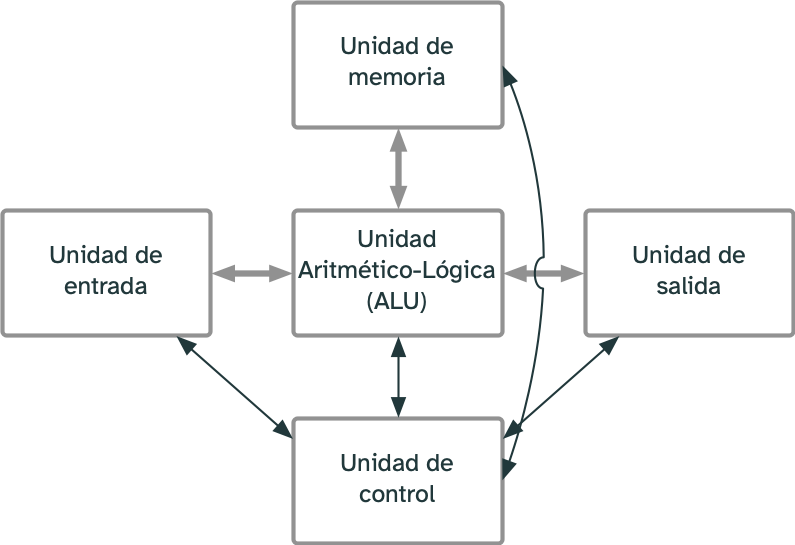 Unidad de
memoria
Unidad de
entrada
Unidad
Aritmético-Lógica
(ALU)
Unidad de
salida
Unidad de
control